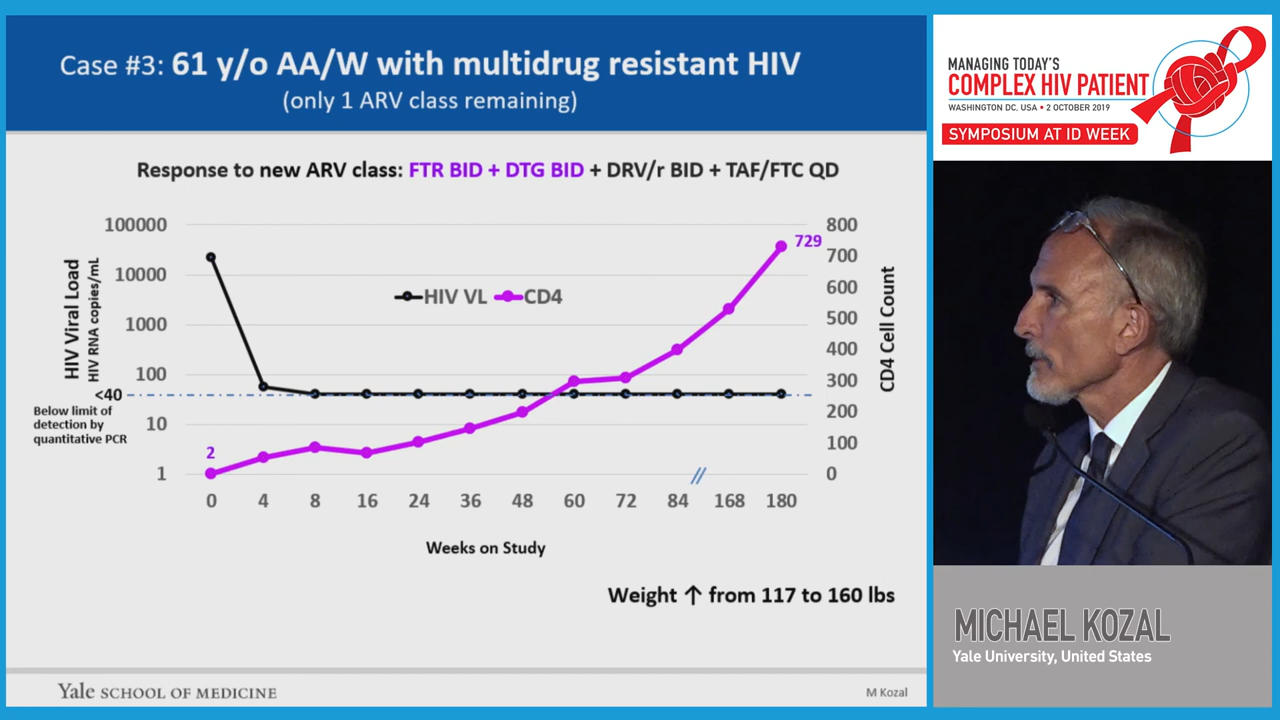 Case #3: 61 y/o AA/W with multidrug resistant HIV
(only 1 ARV class remaining)
Response to new ARV class: FTR BID + DTG BID + DRV/r BID + TAF/FTC QD
HIV Viral Load
HIV RNA copies/mL
100000
10000
1000
100
<40
10
1
Below limit of
detection by
quantitative PCR
HIV VL CD4
2
729
800
700
600
500
400
300
200
100
0
CD4 Cell Count
0 4 8 16 24 36 48 60 72 84 // 168 180
Weeks on Study
Weight ↑ from 117 to 160 lbs
Yale SCHOOL OF MEDICINE
M Kozal
MANAGING TODAY'S
COMPLEX HIV PATIENT
WASHINGTON DC, USA • 2 OCTOBER 2019
SYMPOSIUM AT ID WEEK
MICHAEL KOZAL
Yale University, United States